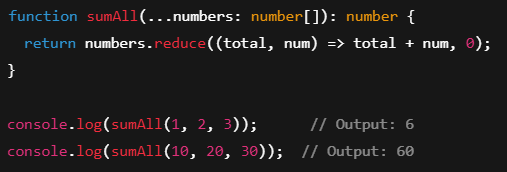 function sumAll(...numbers: number[]): number {
  return numbers.reduce((total, num) => total + num, 0);
}

console.log(sumAll(1, 2, 3));      // Output: 6
console.log(sumAll(10, 20, 30));  // Output: 60